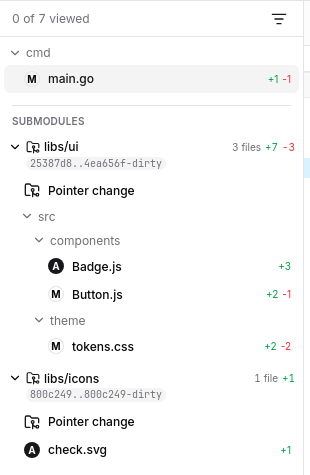 0 of 7 viewed
cmd
M main.go +1 -1
SUBMODULES
libs/ui 3 files +7 -3
25387d8..4ea656f-dirty
Pointer change
src
components
A Badge.js +3
M Button.js +2 -1
theme
M tokens.css +2 -2
libs/icons 1 file +1
800c249..800c249-dirty
Pointer change
A check.svg +1